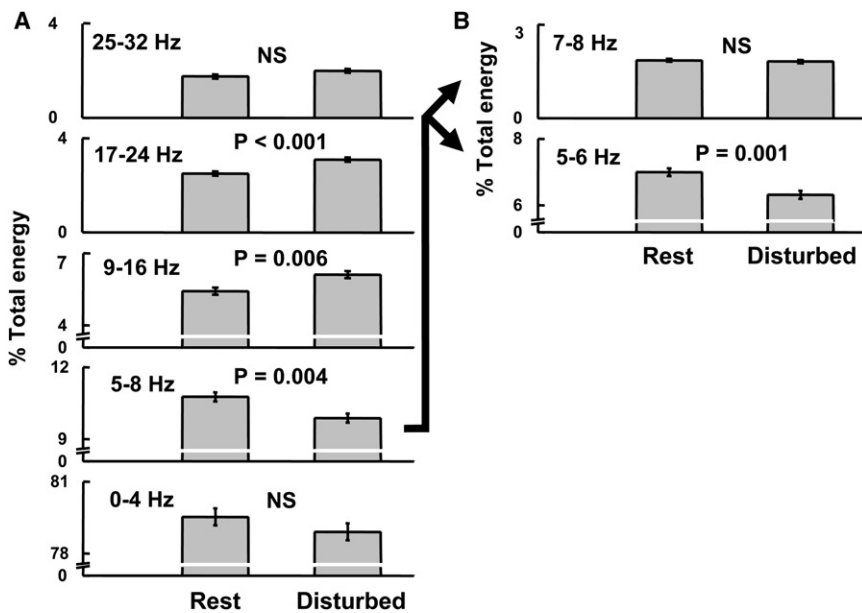 A
% Total energy
4
25-32 Hz
NS
0
4
17-24 Hz
P < 0.001
0
7
9-16 Hz
P = 0.006
4
0
12
5-8 Hz
P = 0.004
9
0
81
0-4 Hz
NS
78
0
Rest Disturbed
B
% Total energy
3
7-8 Hz
NS
0
8
5-6 Hz
P = 0.001
6
0
Rest Disturbed